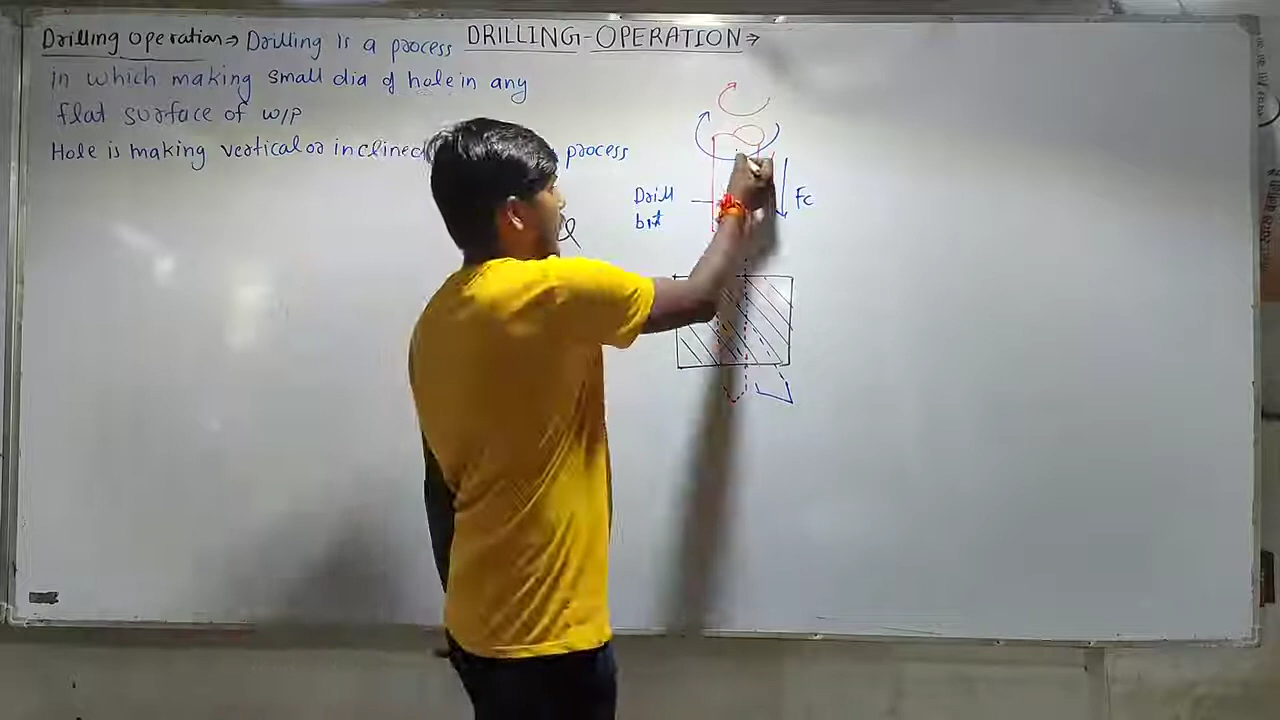 Drilling operation→ Drilling is a process
in which making small dia of hole in any
flat surface of w/p
Hole is making vertical or inclined process
DRILLING-OPERATION→
Drill
bit
Fc